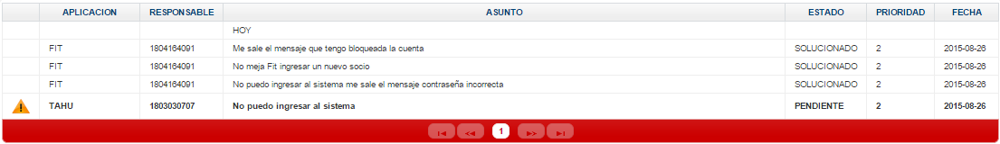 APLICACION RESPONSABLE ASUNTO ESTADO PRIORIDAD FECHA
HOY
FIT 1804164091 Me sale el mensaje que tengo bloqueada la cuenta SOLUCIONADO 2 2015-08-26
FIT 1804164091 No meja Fit ingresar un nuevo socio SOLUCIONADO 2 2015-08-26
FIT 1804164091 No puedo ingresar al sistema me sale el mensaje contraseña incorrecta SOLUCIONADO 2 2015-08-26
TAHU 1803030707 No puedo ingresar al sistema PENDIENTE 2 2015-08-26
1